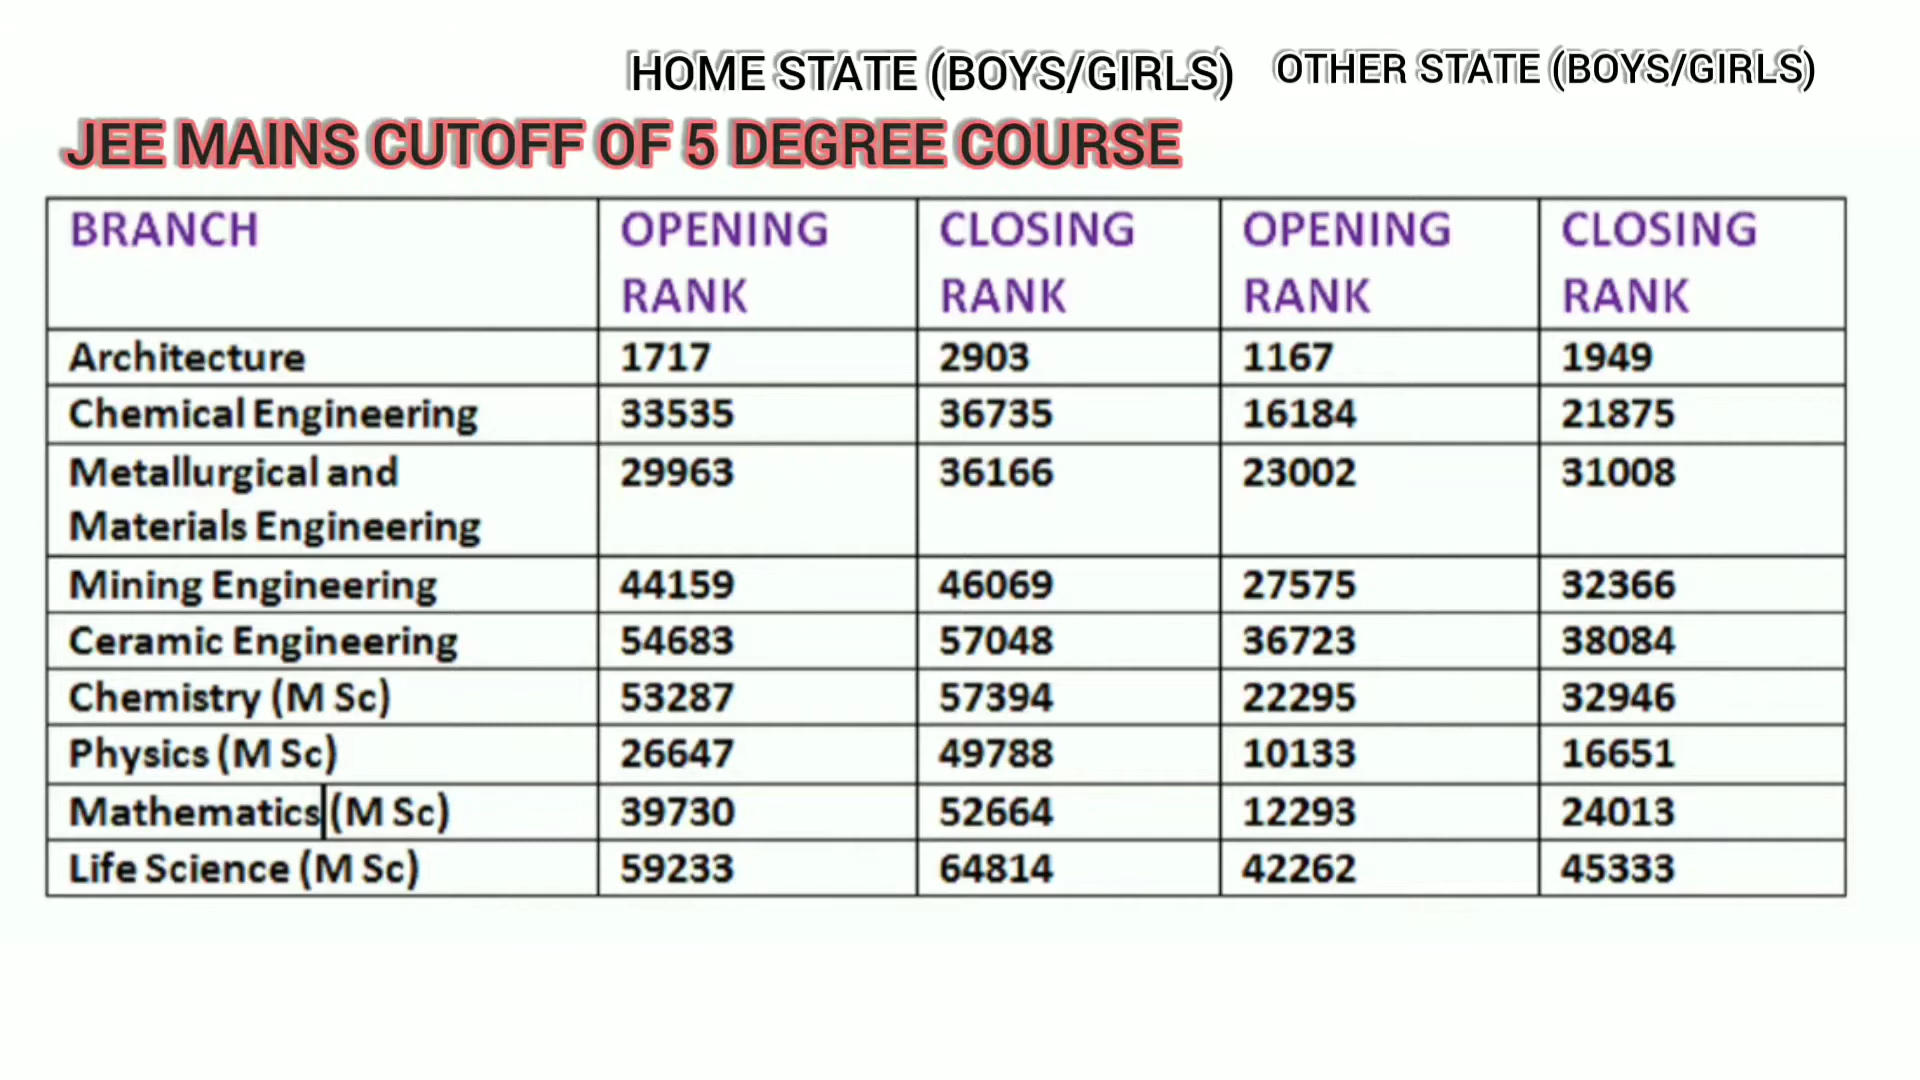 HOME STATE (BOYS/GIRLS) OTHER STATE (BOYS/GIRLS)
JEE MAINS CUTOFF OF 5 DEGREE COURSE
BRANCH OPENING RANK CLOSING RANK OPENING RANK CLOSING RANK
Architecture 1717 2903 1167 1949
Chemical Engineering 33535 36735 16184 21875
Metallurgical and Materials Engineering 29963 36166 23002 31008
Mining Engineering 44159 46069 27575 32366
Ceramic Engineering 54683 57048 36723 38084
Chemistry (M Sc) 53287 57394 22295 32946
Physics (M Sc) 26647 49788 10133 16651
Mathematics (M Sc) 39730 52664 12293 24013
Life Science (M Sc) 59233 64814 42262 45333